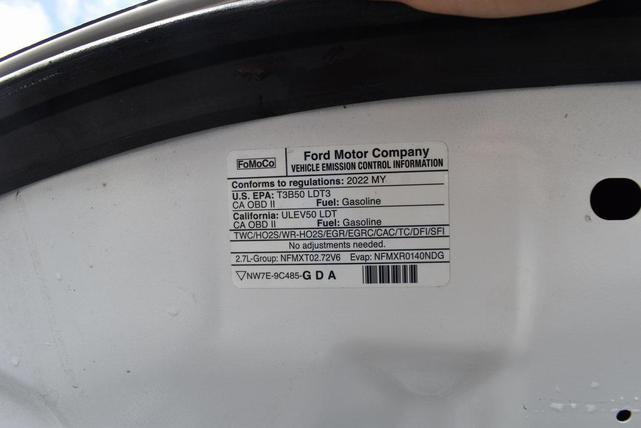 FoMoCo
Ford Motor Company
VEHICLE EMISSION CONTROL INFORMATION
Conforms to regulations: 2022 MY
U.S. EPA: T3B50 LDT3
CA OBD II Fuel: Gasoline
California: ULEV50 LDT
CA OBD II Fuel: Gasoline
TWC/HO2S/WR-HO2S/EGR/EGRC/CAC/TC/DFI/SFI
No adjustments needed.
2.7L-Group: NFMXT02.72V6 Evap: NFMXR0140NDG
NW7E-9C485-G D A